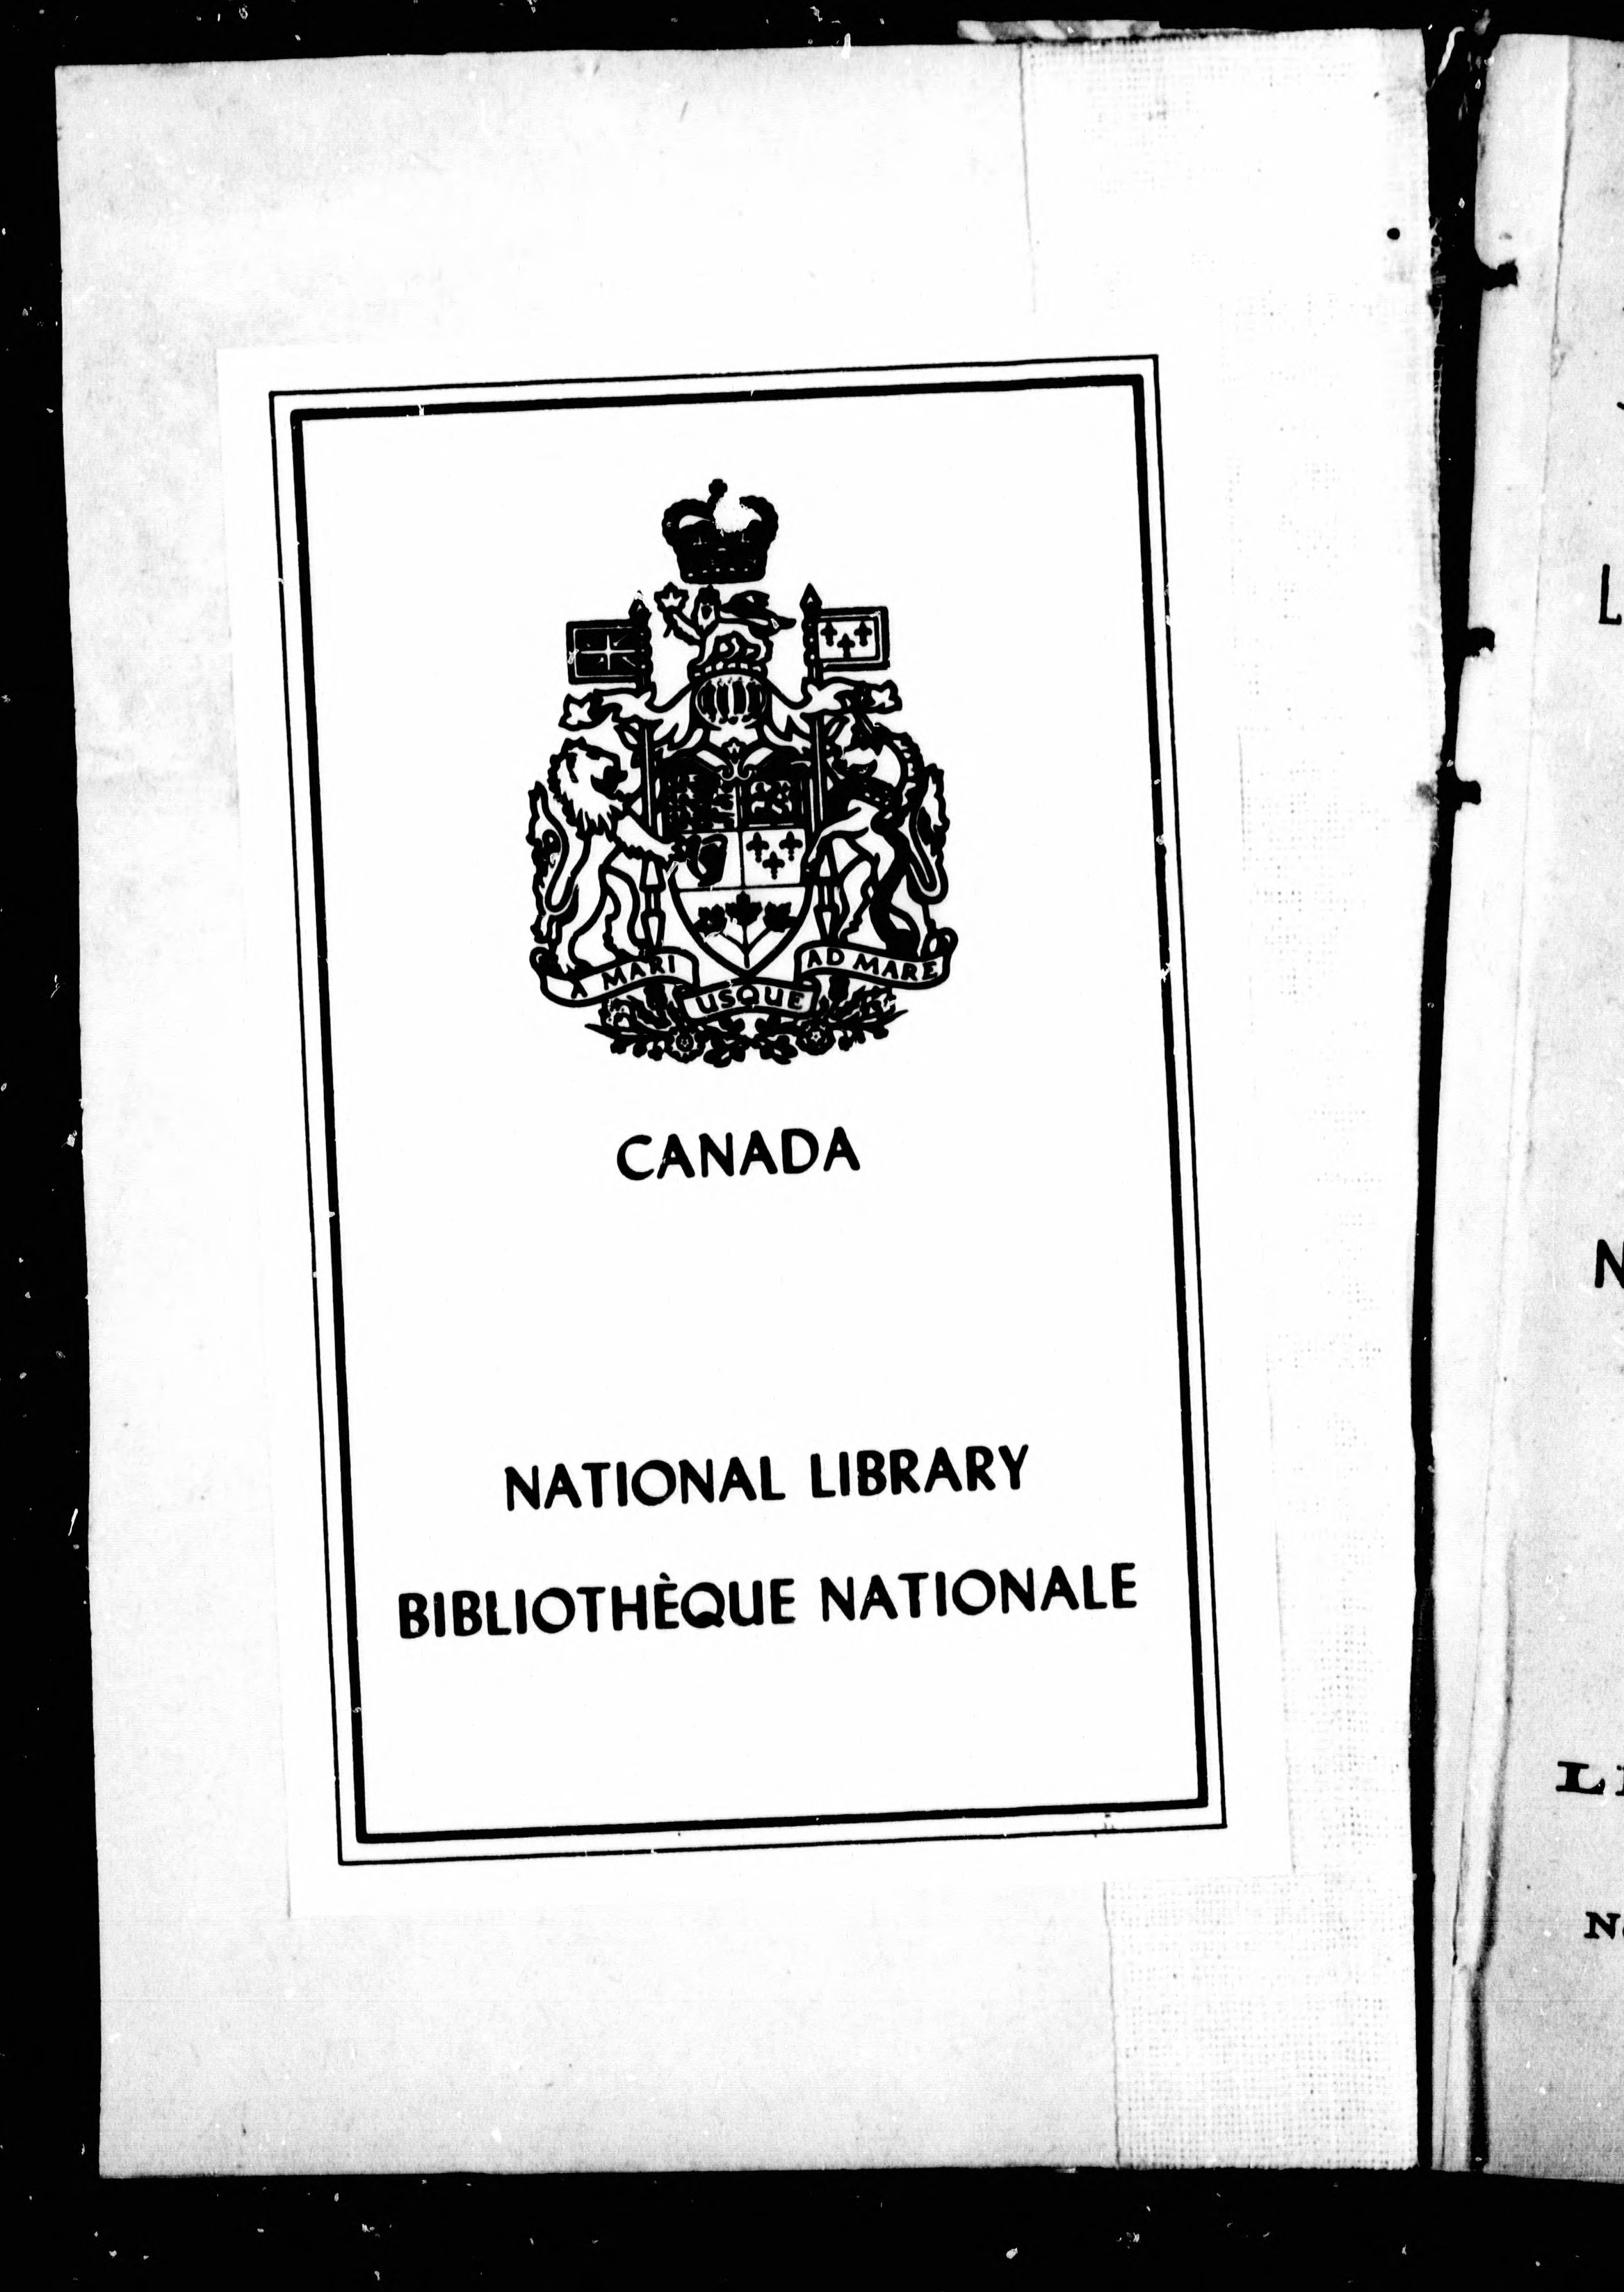 A MARI USQUE AD MARE
CANADA
NATIONAL LIBRARY
BIBLIOTHÈQUE NATIONALE
L
N